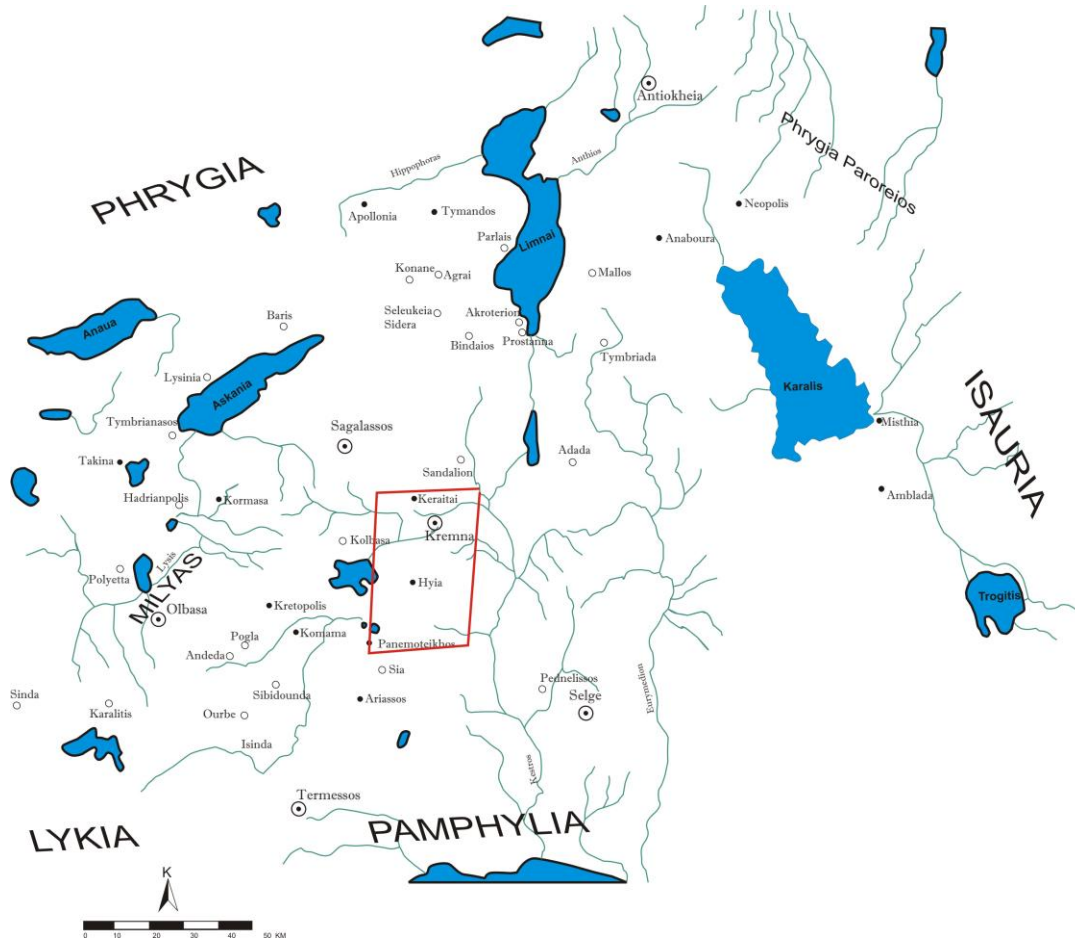 Antiokheia
Phrygia Paroreios
PHRYGIA
Hippophoras
Anthios
Apollonia
Tymandos
Neopolis
Parlais
Limnai
Anaboura
Konane
Agrai
Mallos
Seleukeia
Sidera
Akroterion
Baris
Anaua
Bindaios
Prostanna
Tymbriada
Lysinia
Askania
Karalis
ISAURIA
Tymbrianasos
Sagalassos
Misthia
Takina
Sandalion
Adada
Hadrianpolis
Kormasa
Keraitai
Amblada
Kremna
Kolbasa
Polyetta
Lysis
MILYAS
Hyia
Trogitis
Olbasa
Kretopolis
Komama
Pogla
Andeda
Panemoteikhos
Sia
Sinda
Karalitis
Sibidounda
Ariassos
Pednelissos
Selge
Eurymedion
Ourbe
Isinda
Kestros
Termessos
LYKIA
PAMPHYLIA
K
0 10 20 30 40 50 KM